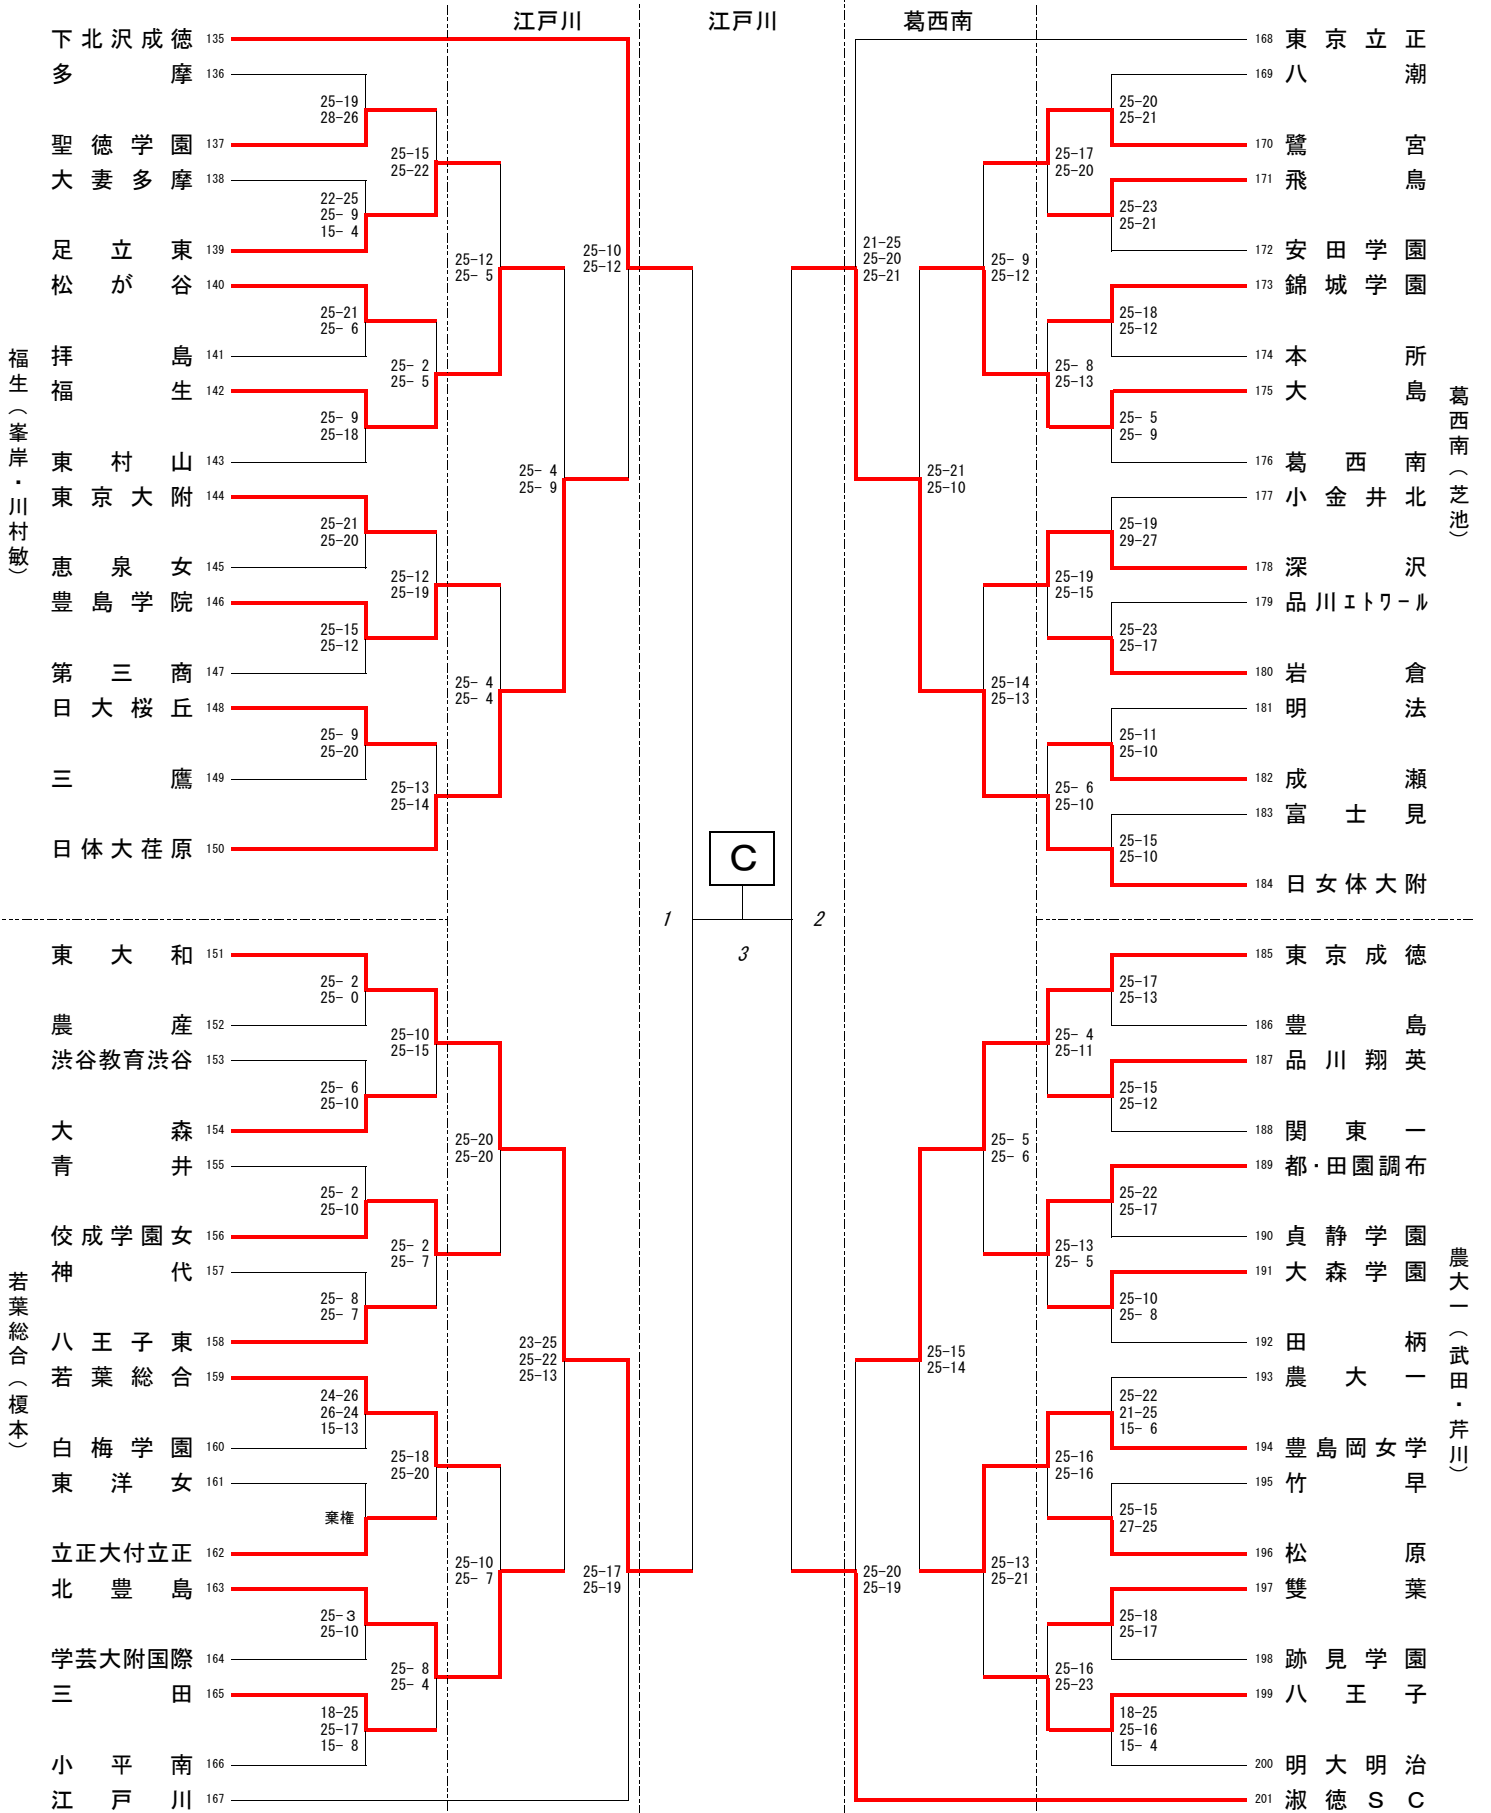 江戸川
江戸川
葛西南
下北沢成徳 135
多摩 136
25-19
28-26
聖徳学園 137
25-15
25-22
大妻多摩 138
22-25
25- 9
15- 4
足立東 139
25-12
25- 5
25-10
25-12
松が谷 140
25-21
25- 6
拝島 141
25- 2
25- 5
福生 142
25- 9
25-18
東村山 143
25- 4
25- 9
東京大附 144
25-21
25-20
恵泉女 145
25-12
25-19
豊島学院 146
25-15
25-12
第三商 147
25- 4
25- 4
日大桜丘 148
25- 9
25-20
三鷹 149
25-13
25-14
日体大荏原 150
福生(峯岸・川村敏)
東大和 151
25- 2
25- 0
農産 152
25-10
25-15
渋谷教育渋谷 153
25- 6
25-10
大森 154
25-20
25-20
青井 155
25- 2
25-10
佼成学園女 156
25- 2
25- 7
神代 157
25- 8
25- 7
八王子東 158
23-25
25-22
25-13
若葉総合 159
24-26
26-24
15-13
白梅学園 160
25-18
25-20
東洋女 161
棄権
立正大付立正 162
25-10
25- 7
25-17
25-19
北豊島 163
25-３
25-10
学芸大附国際 164
25- 8
25- 4
三田 165
18-25
25-17
15- 8
小平南 166
江戸川 167
若葉総合(榎本)
C
1
2
3
168 東京立正
169 八潮
25-20
25-21
170 鷺宮
25-17
25-20
171 飛鳥
25-23
25-21
172 安田学園
21-25
25-20
25-21
25- 9
25-12
173 錦城学園
25-18
25-12
174 本所
25- 8
25-13
175 大島
25- 5
25- 9
176 葛西南
25-21
25-10
177 小金井北
25-19
29-27
178 深沢
25-19
25-15
179 品川ｴﾄﾜｰﾙ
25-23
25-17
180 岩倉
25-14
25-13
181 明法
25-11
25-10
182 成瀬
25- 6
25-10
183 富士見
25-15
25-10
184 日女体大附
葛西南(芝池)
185 東京成徳
25-17
25-13
186 豊島
25- 4
25-11
187 品川翔英
25-15
25-12
188 関東一
25- 5
25- 6
189 都・田園調布
25-22
25-17
190 貞静学園
25-13
25- 5
191 大森学園
25-10
25- 8
192 田柄
25-15
25-14
193 農大一
25-22
21-25
15- 6
194 豊島岡女学
25-16
25-16
195 竹早
25-15
27-25
196 松原
25-20
25-19
25-13
25-21
197 雙葉
25-18
25-17
198 跡見学園
25-16
25-23
199 八王子
18-25
25-16
15- 4
200 明大明治
201 淑徳ＳＣ
農大一(武田・芹川)